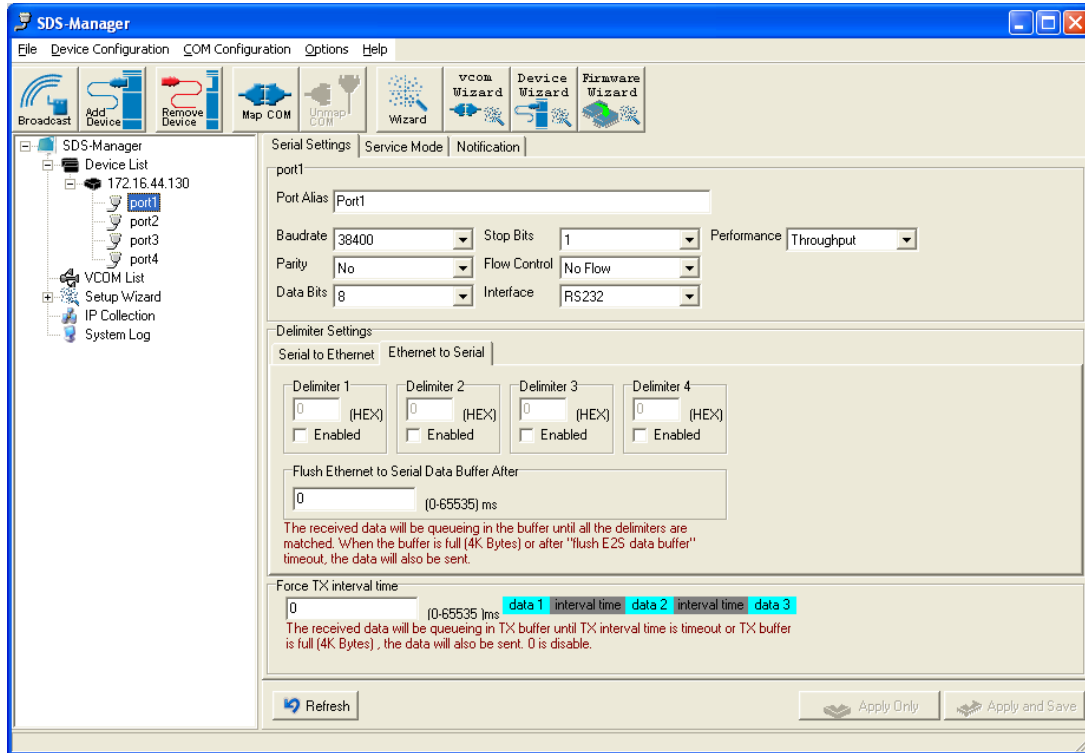 SDS-Manager
File Device Configuration COM Configuration Options Help
Broadcast
Add Device
Remove Device
Map COM
Unmap COM
Wizard
vcom Wizard
Device Wizard
Firmware Wizard
SDS-Manager
Device List
172.16.44.130
port1
port2
port3
port4
VCOM List
Setup Wizard
IP Collection
System Log
Serial Settings Service Mode Notification
port1
Port Alias Port1
Baudrate 38400 Stop Bits 1 Performance Throughput
Parity No Flow Control No Flow
Data Bits 8 Interface RS232
Delimiter Settings
Serial to Ethernet Ethernet to Serial
Delimiter 1 Delimiter 2 Delimiter 3 Delimiter 4
0 (HEX) 0 (HEX) 0 (HEX) 0 (HEX)
Enabled Enabled Enabled Enabled
Flush Ethernet to Serial Data Buffer After
0 (0-65535) ms
The received data will be queueing in the buffer until all the delimiters are
matched. When the buffer is full (4K Bytes) or after "flush E2S data buffer"
timeout, the data will also be sent.
Force TX interval time
0 (0-65535 )ms data 1 interval time data 2 interval time data 3
The received data will be queueing in TX buffer until TX interval time is timeout or TX buffer
is full (4K Bytes) , the data will also be sent. 0 is disable.
Refresh Apply Only Apply and Save